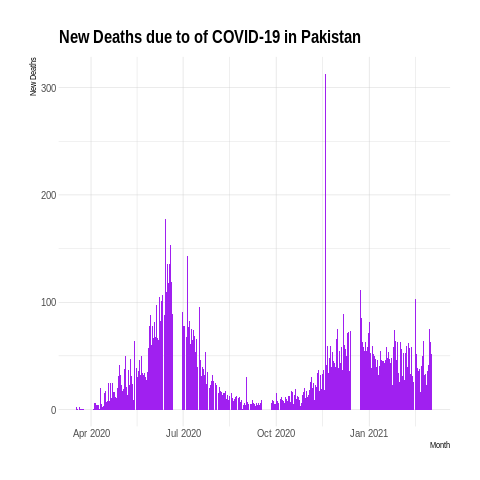 New Deaths due to of COVID-19 in Pakistan
New Deaths
300
200
100
0
Apr 2020 Jul 2020 Oct 2020 Jan 2021
Month